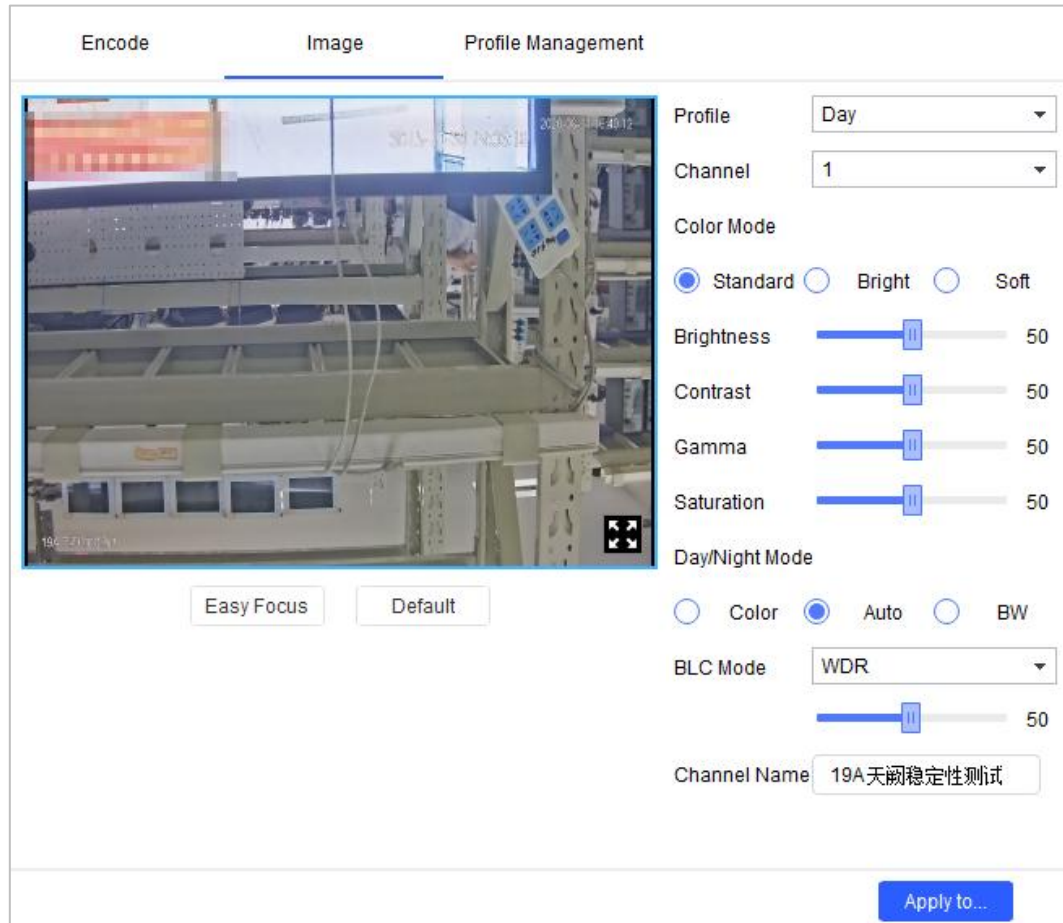 Encode Image Profile Management
Profile Day
Channel 1
Color Mode
Standard Bright Soft
Brightness 50
Contrast 50
Gamma 50
Saturation 50
Day/Night Mode
Color Auto BW
BLC Mode WDR
50
Channel Name 19A天阙稳定性测试
Easy Focus Default
Apply to...